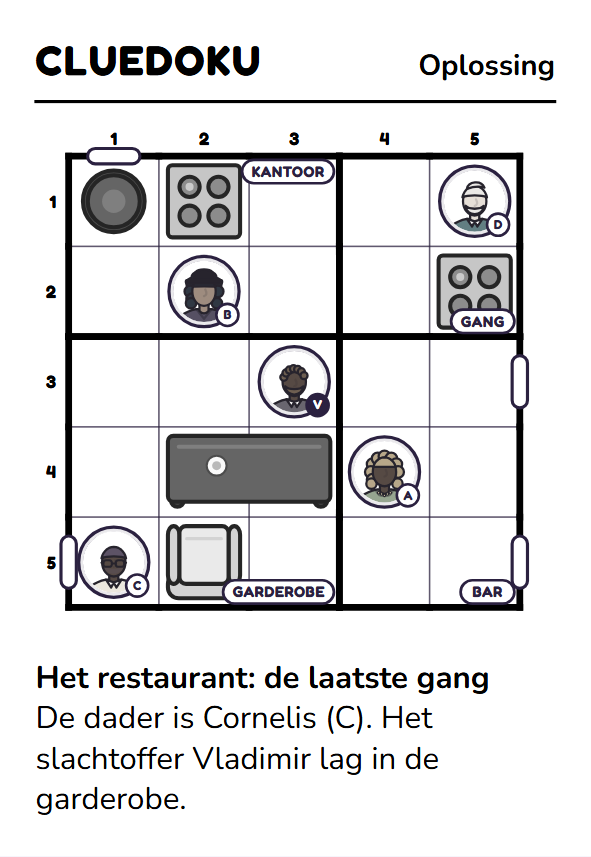 CLUEDOKU
Oplossing
1 2 3 4 5
1
KANTOOR
D
2
B
GANG
3
V
4
A
5
C
GARDEROBE
BAR
Het restaurant: de laatste gang
De dader is Cornelis (C). Het
slachtoffer Vladimir lag in de
garderobe.